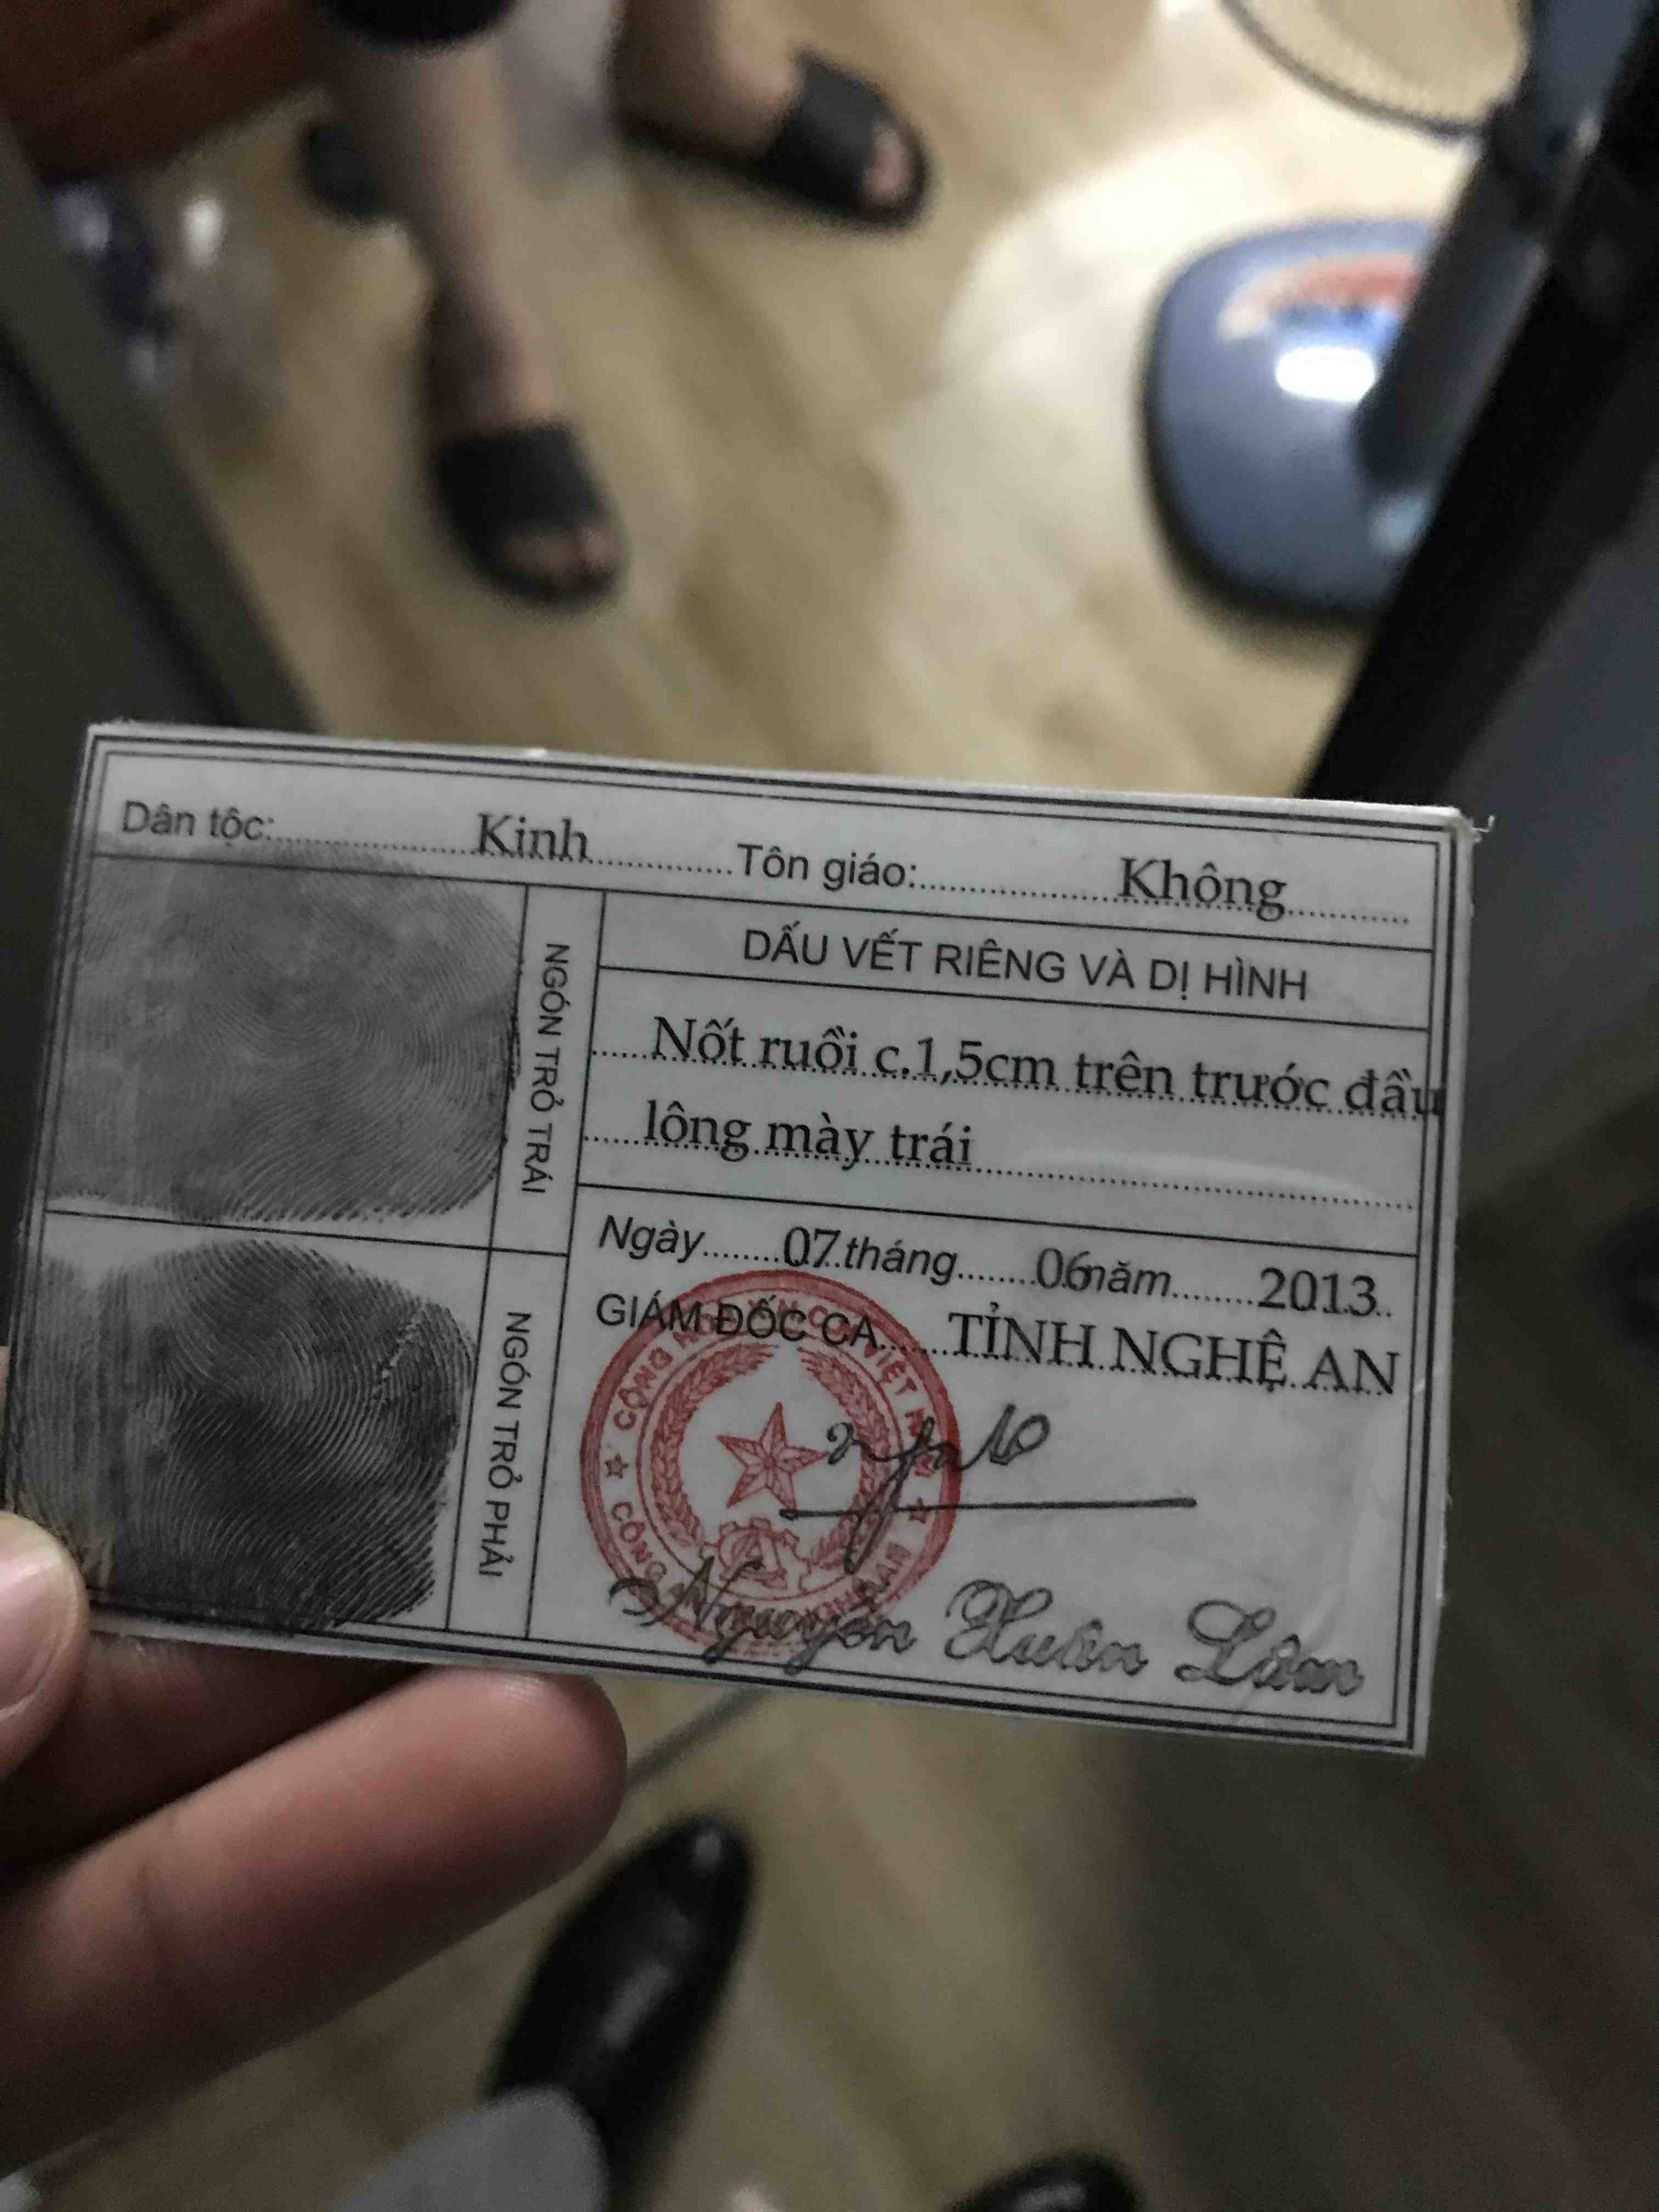 Dân tộc: Kinh Tôn giáo: Không
NGÓN TRỎ TRÁI
NGÓN TRỎ PHẢI
DẤU VẾT RIÊNG VÀ DỊ HÌNH
Nốt ruồi c.1,5cm trên trước đầu
lông mày trái
Ngày 07 tháng 06 năm 2013
GIÁM ĐỐC CA TỈNH NGHỆ AN
Nguyễn Xuân Lâm